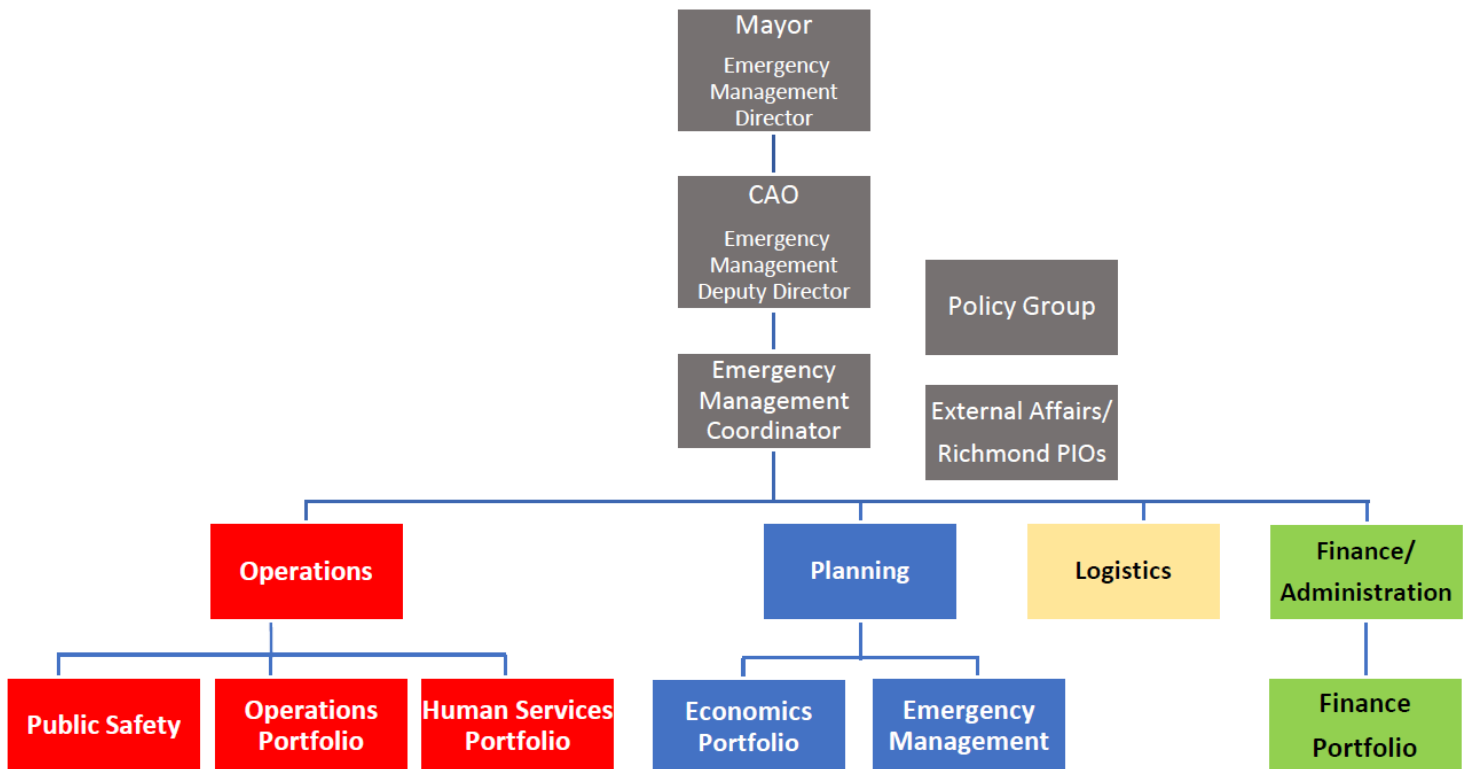 Mayor
Emergency
Management
Director
CAO
Emergency
Management
Deputy Director
Policy Group
Emergency
Management
Coordinator
External Affairs/
Richmond PIOs
Operations
Planning
Logistics
Finance/
Administration
Public Safety
Operations
Portfolio
Human Services
Portfolio
Economics
Portfolio
Emergency
Management
Finance
Portfolio